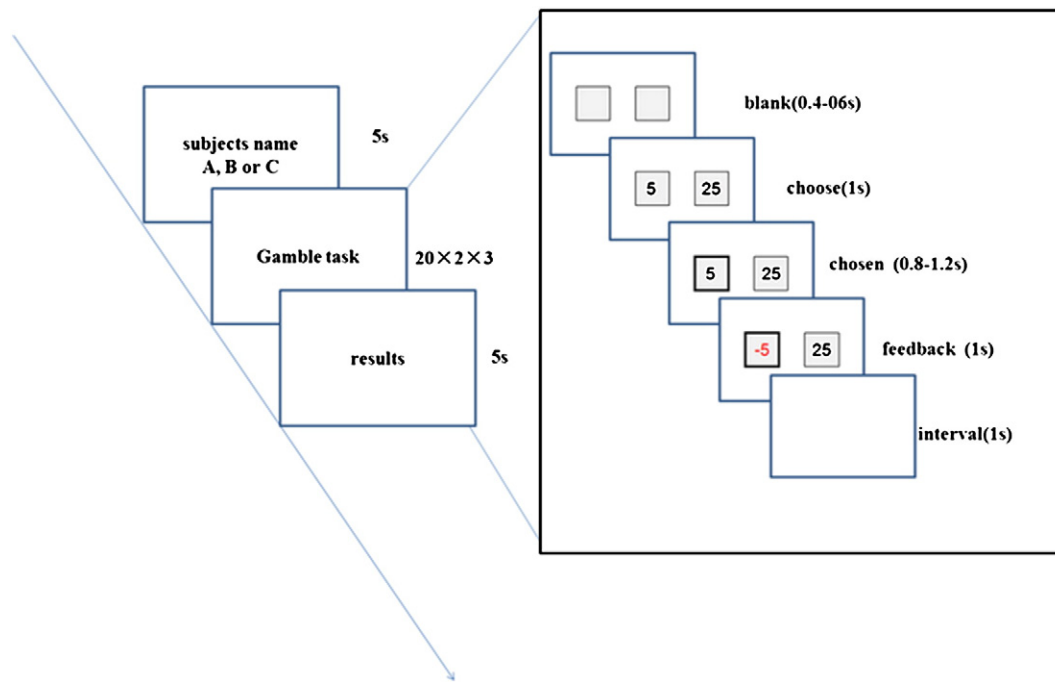 subjects name
A, B or C
5s
Gamble task
20×2×3
results
5s
blank(0.4-06s)
5 25
choose(1s)
5 25
chosen (0.8-1.2s)
-5 25
feedback (1s)
interval(1s)